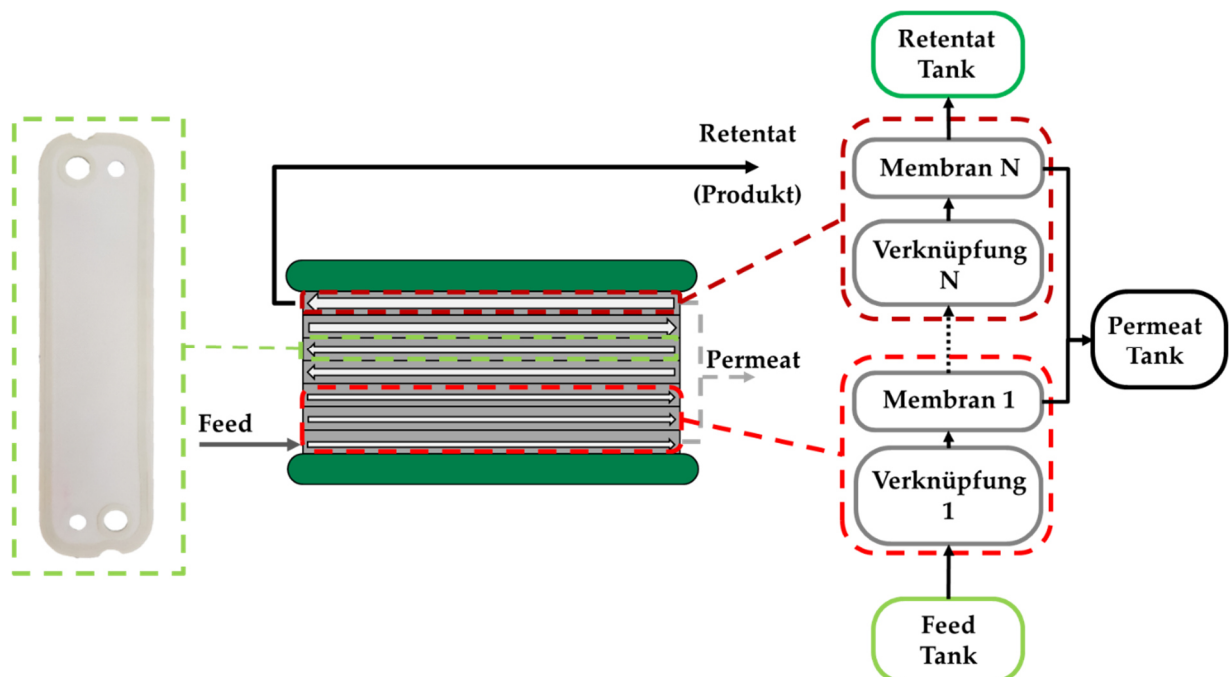 Retentat
(Produkt)
Feed
Permeat
Retentat
Tank
Membran N
Verknüpfung
N
Membran 1
Verknüpfung
1
Feed
Tank
Permeat
Tank